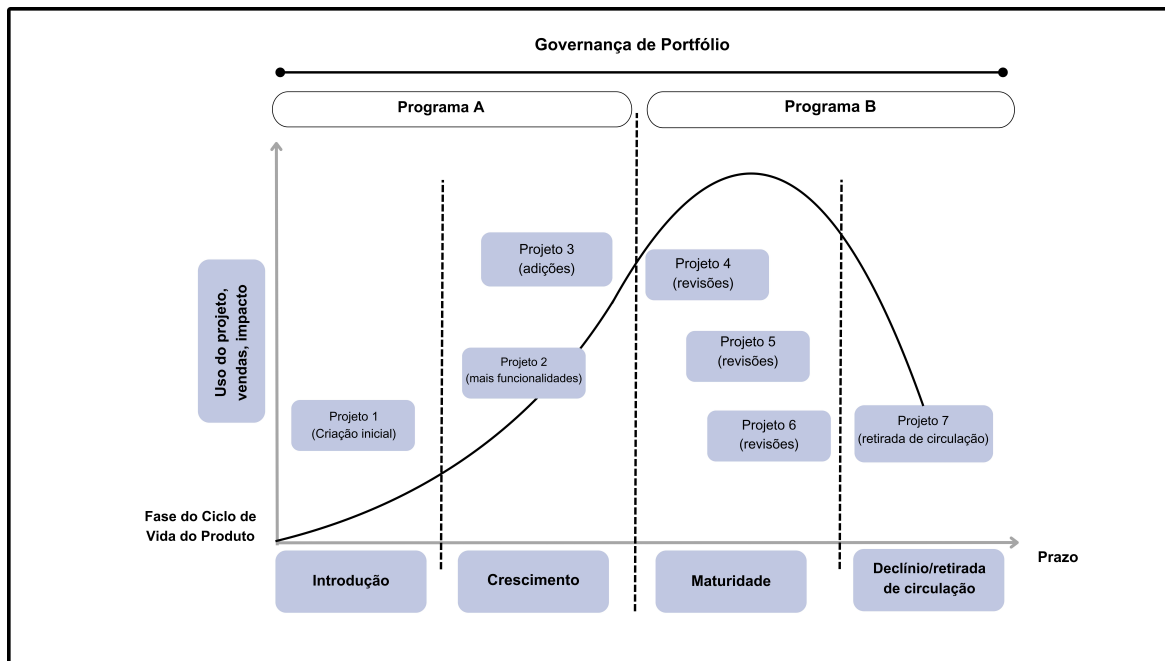 Governança de Portfólio
Programa A
Programa B
Projeto 3
(adições)
Projeto 4
(revisões)
Uso do projeto,
vendas, impacto
Projeto 5
(revisões)
Projeto 2
(mais funcionalidades)
Projeto 1
(Criação inicial)
Projeto 6
(revisões)
Projeto 7
(retirada de circulação)
Fase do Ciclo de
Vida do Produto
Prazo
Introdução
Crescimento
Maturidade
Declínio/retirada
de circulação